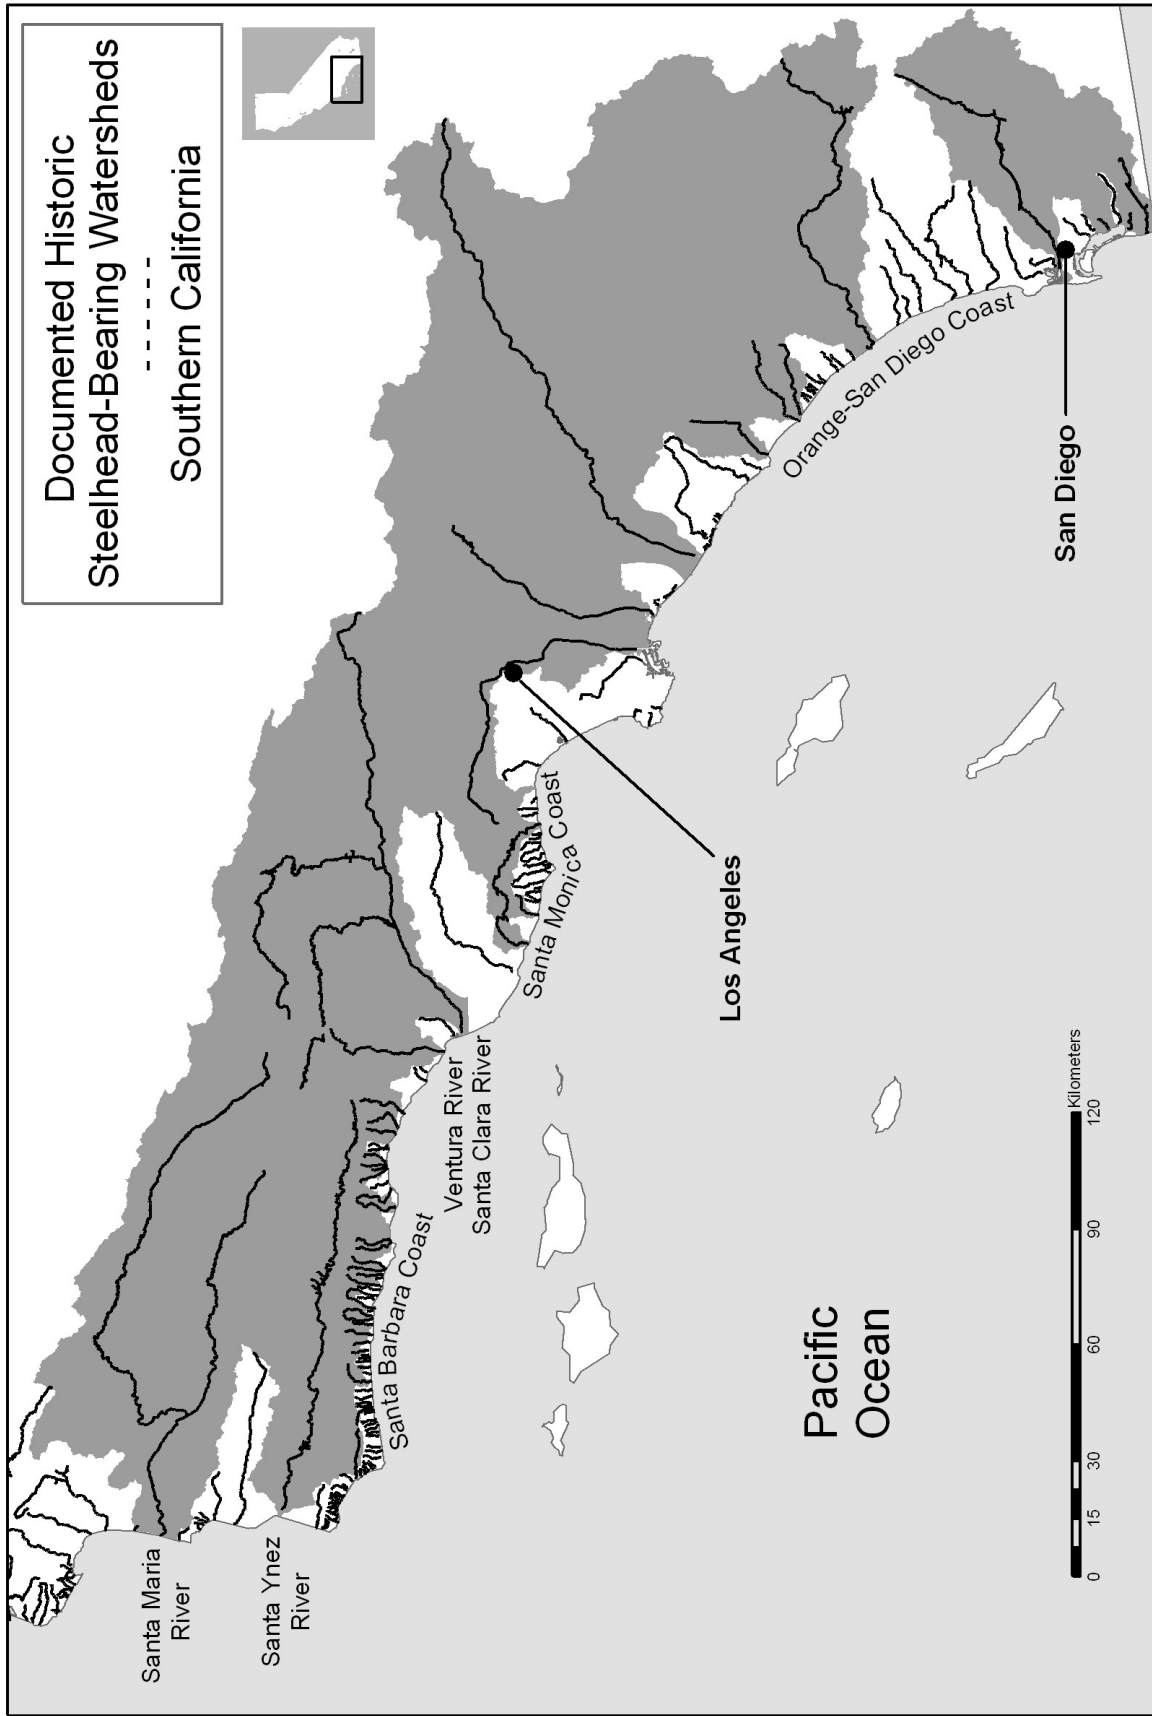 Documented Historic
Steelhead-Bearing Watersheds
-----
Southern California
Santa Maria
River
Santa Ynez
River
Santa Barbara Coast
Ventura River
Santa Clara River
Santa Monica Coast
Los Angeles
Orange-San Diego Coast
San Diego
Pacific
Ocean
0 15 30 60 90 120
Kilometers